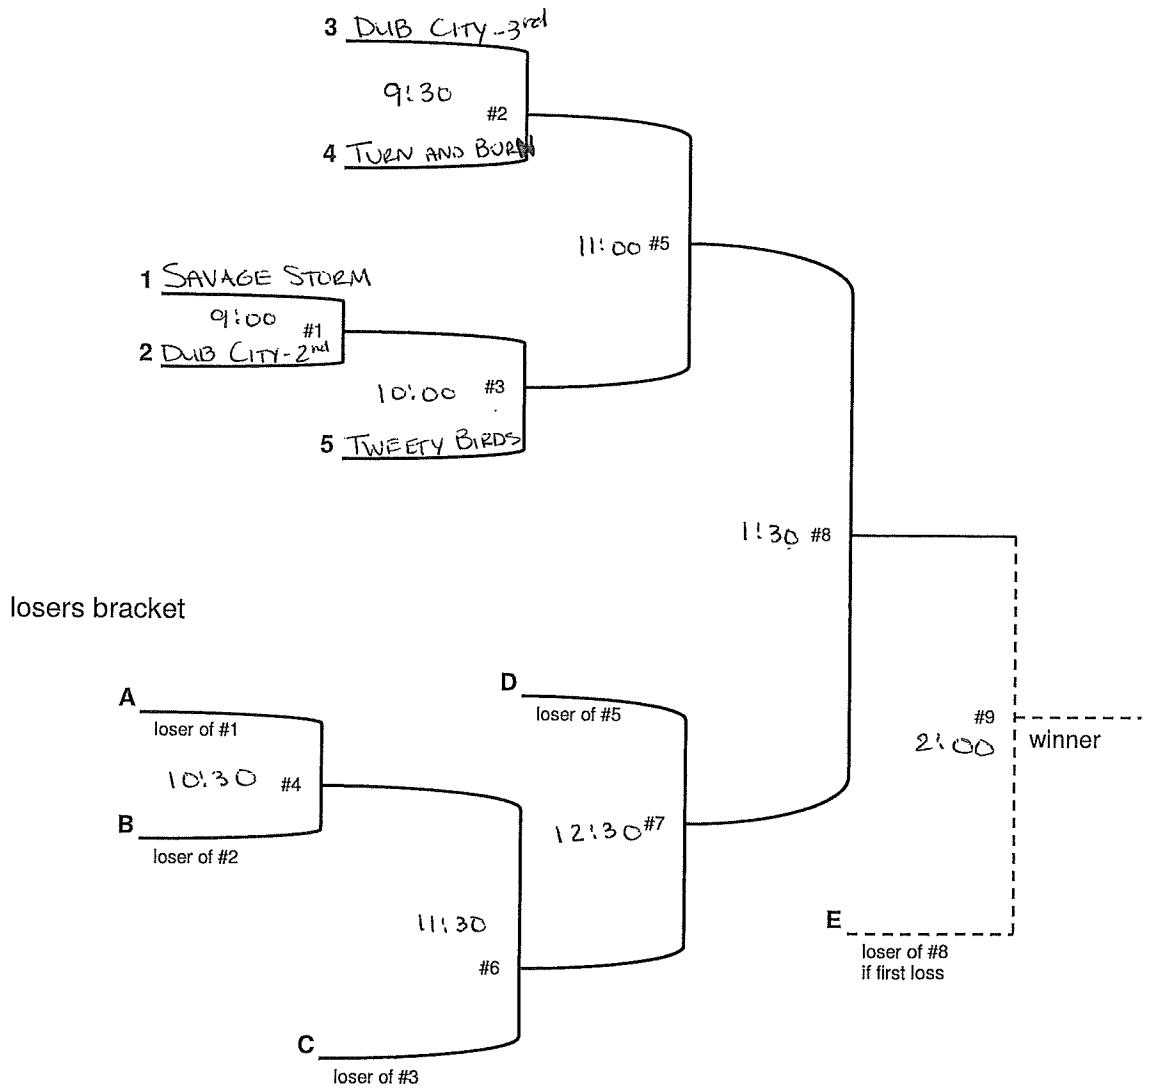 3 DUB CITY-3rd
9:30
#2
4 TURN AND BURN
11:00 #5
1 SAVAGE STORM
9:00
#1
2 DUB CITY-2nd
10:00 #3
5 TWEETY BIRDS
1:30 #8
losers bracket
A
loser of #1
10:30 #4
B
loser of #2
D
loser of #5
#9
2:00
winner
12:30 #7
11:30
#6
E
loser of #8
if first loss
C
loser of #3